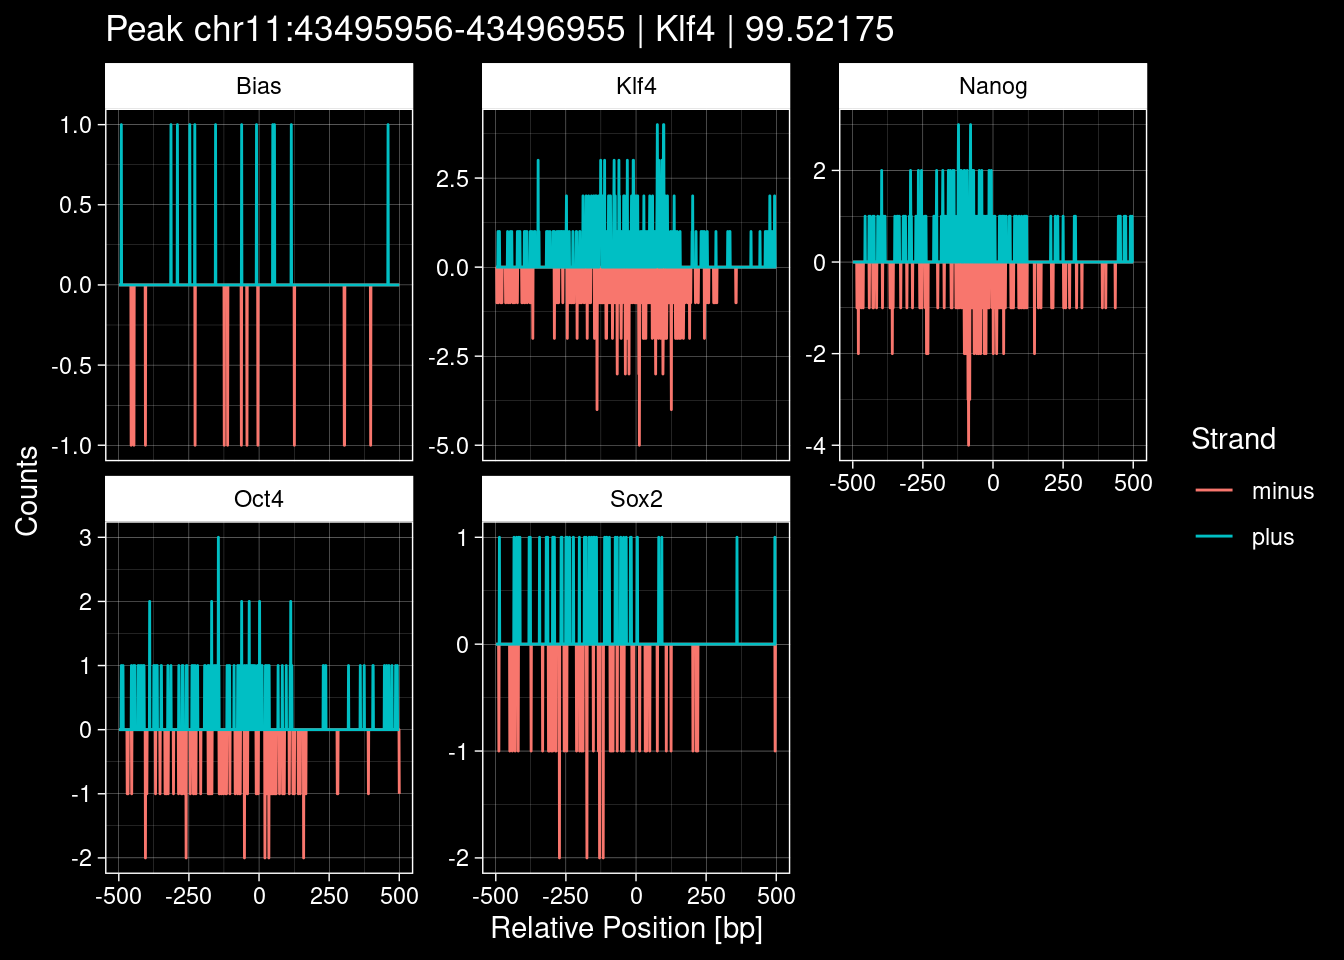 Peak chr11:43495956-43496955 | Klf4 | 99.52175
Bias
Klf4
Nanog
1.0
0.5
0.0
-0.5
-1.0
2.5
0.0
-2.5
-5.0
2
0
-2
-4
-500 -250 0 250 500
Counts
Oct4
Sox2
3
2
1
0
-1
-2
1
0
-1
-2
-500 -250 0 250 500
-500 -250 0 250 500
Relative Position [bp]
Strand
minus
plus